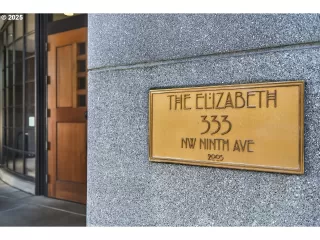 © 2025
THE ELIZABETH
333
NW NINTH AVE
2005